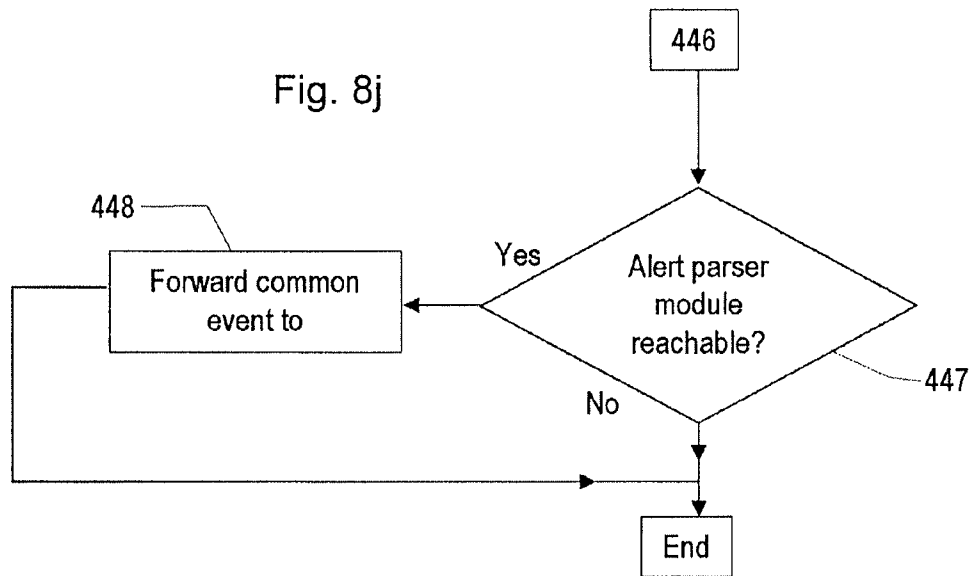 446
Fig. 8j
448
Yes
Forward common
event to
Alert parser
module
reachable?
447
No
End